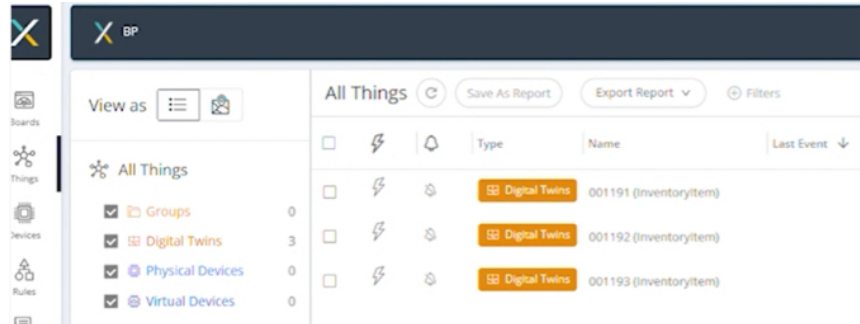 BP
Boards
Things
Devices
Rules
View as
All Things
Groups 0
Digital Twins 3
Physical Devices 0
Virtual Devices 0
All Things Save As Report Export Report Filters
Type Name Last Event
Digital Twins 001191 (InventoryItem)
Digital Twins 001192 (InventoryItem)
Digital Twins 001193 (InventoryItem)